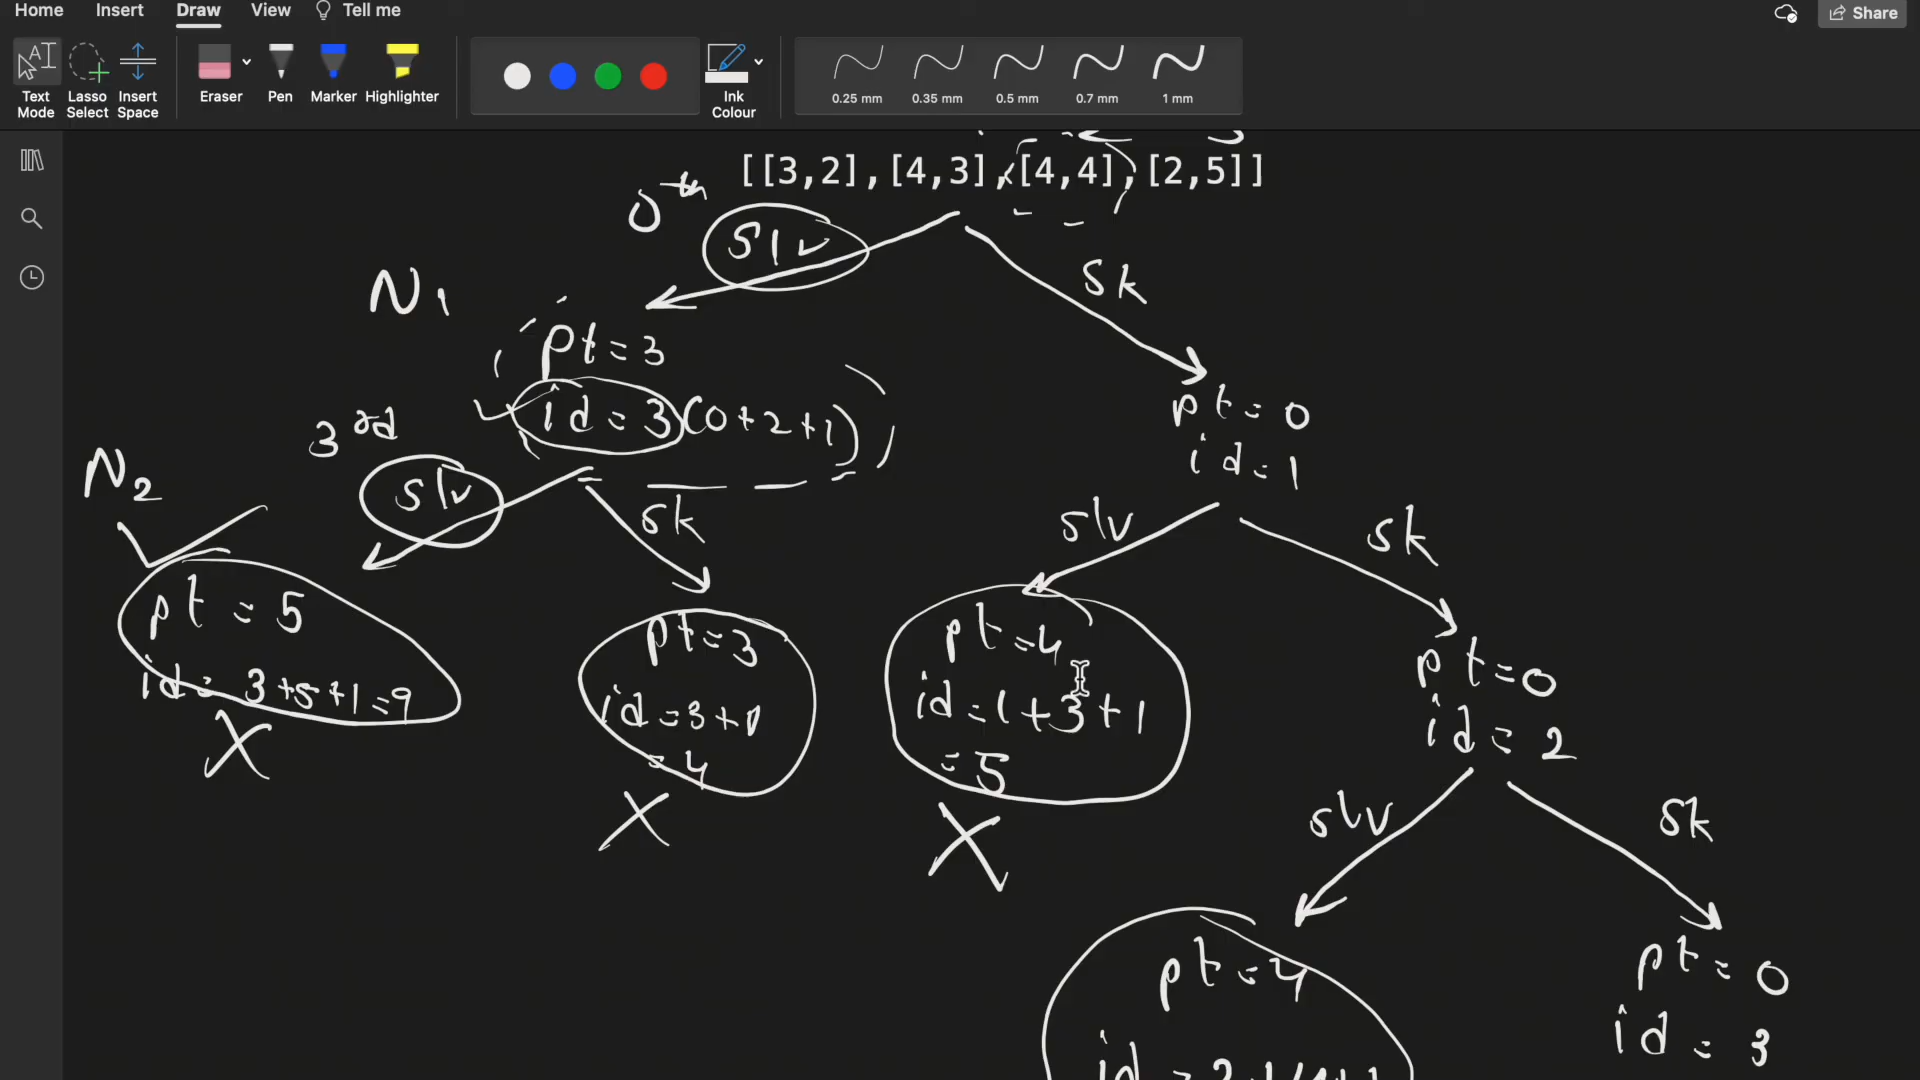 Home Insert Draw View Tell me
Share
Text Mode
Lasso Select
Insert Space
Eraser
Pen
Marker
Highlighter
Ink Colour
0.25 mm
0.35 mm
0.5 mm
0.7 mm
1 mm
[[3,2],[4,3],[4,4],[2,5]]
0th
slv
sk
N1
pt=3
id=3(0+2+1)
pt=0
id=1
3rd
N2
slv
sk
slv
sk
pt=5
id=3+5+1=9
X
pt=3
id=3+1
=4
X
pt=4
id=1+3+1
=5
X
pt=0
id=2
slv
sk
pt=4
pt=0
id=3